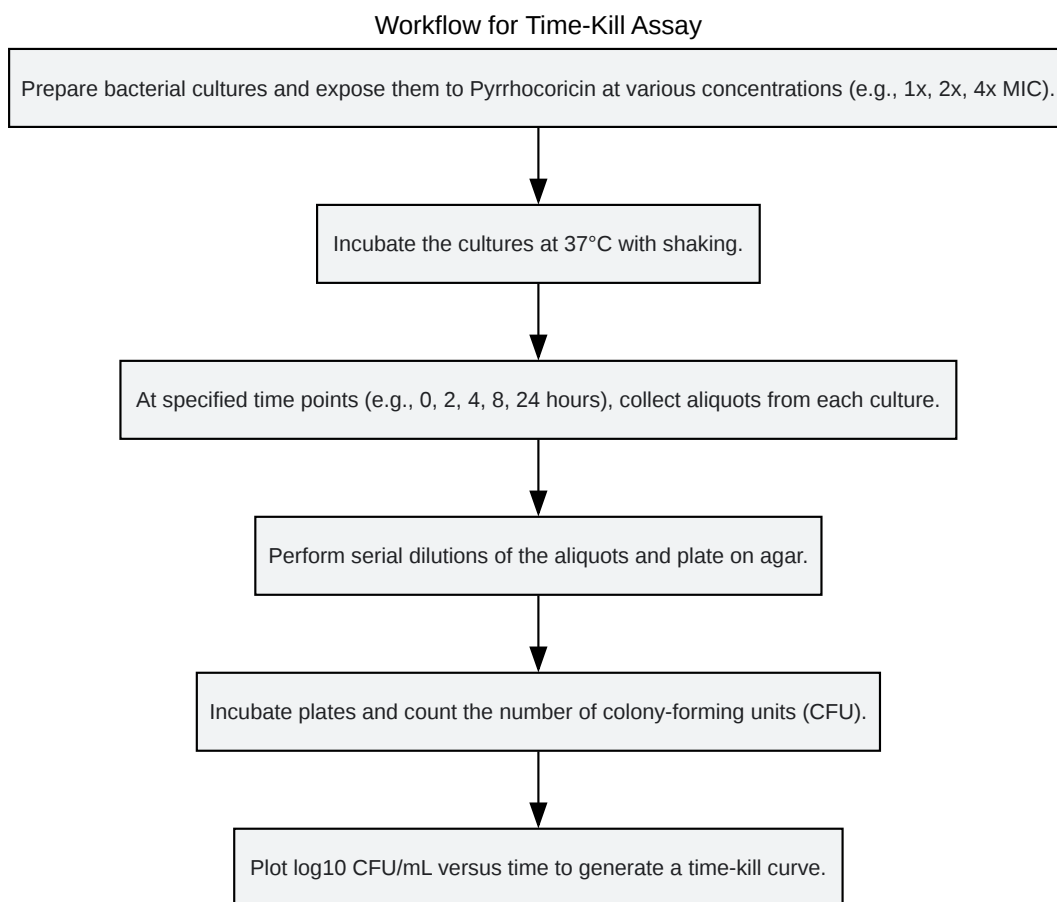 Workflow for Time-Kill Assay
Prepare bacterial cultures and expose them to Pyrrhocoricin at various concentrations (e.g., 1x, 2x, 4x MIC).
Incubate the cultures at 37°C with shaking.
At specified time points (e.g., 0, 2, 4, 8, 24 hours), collect aliquots from each culture.
Perform serial dilutions of the aliquots and plate on agar.
Incubate plates and count the number of colony-forming units (CFU).
Plot log10 CFU/mL versus time to generate a time-kill curve.